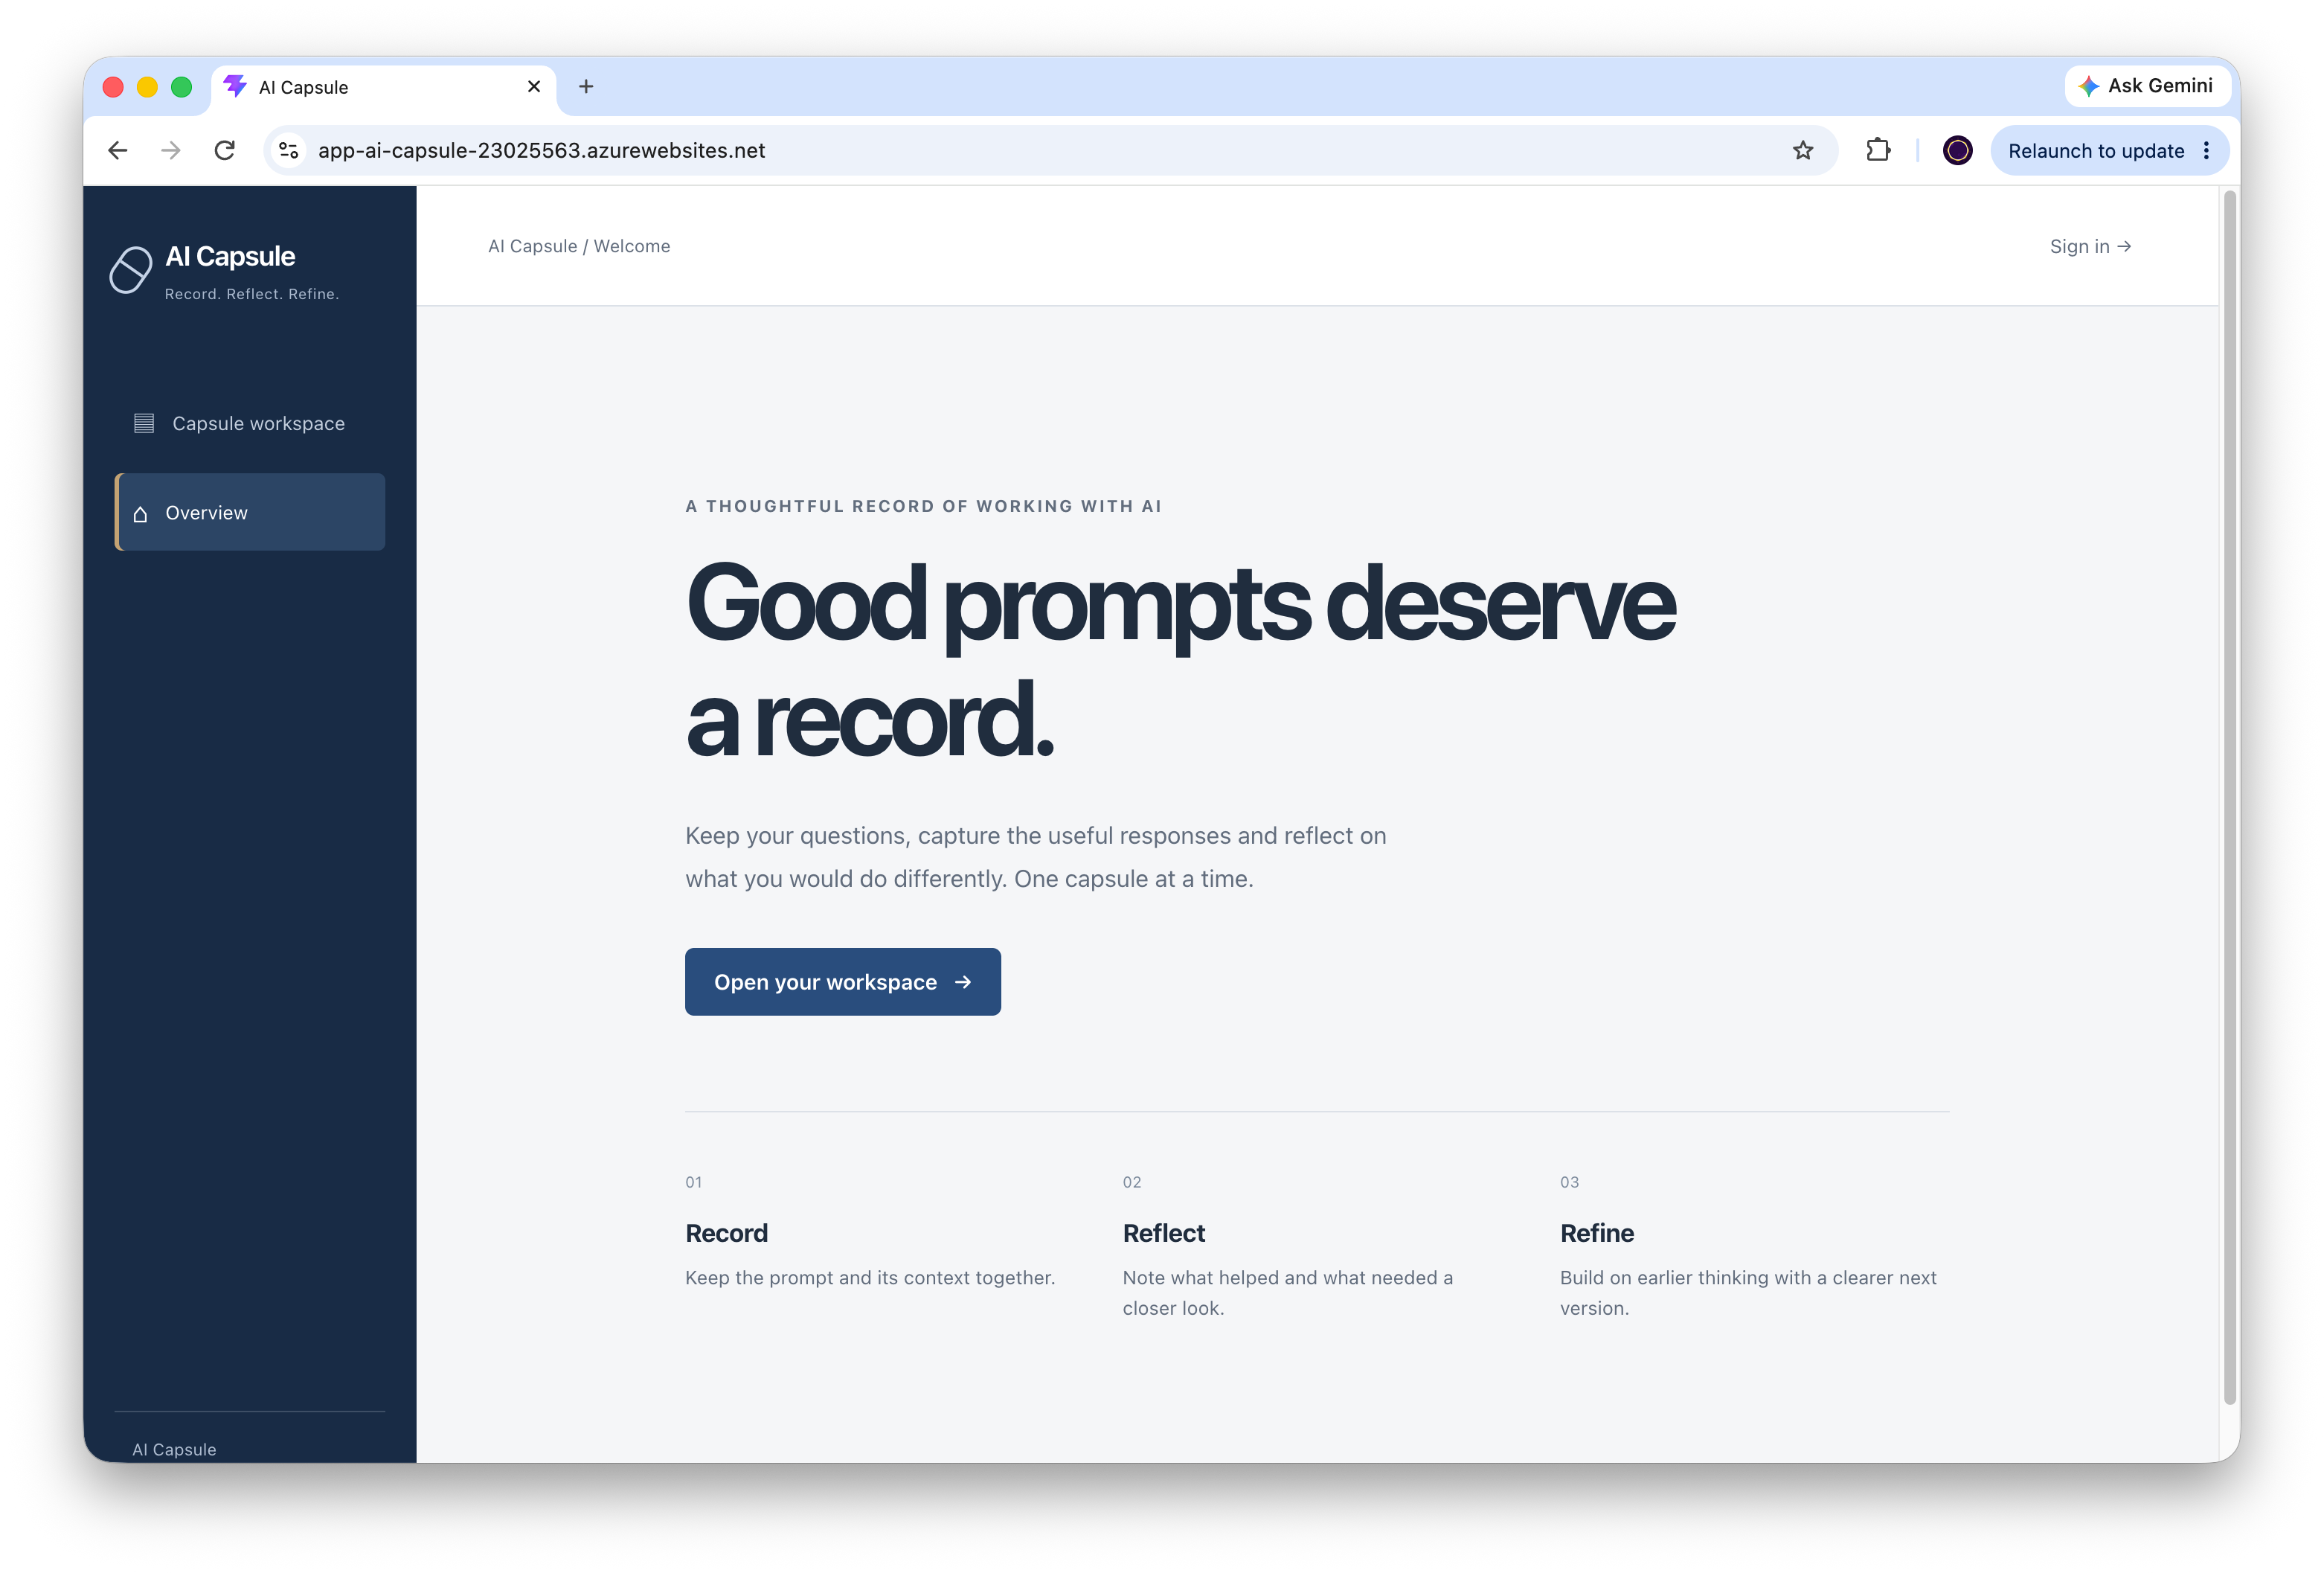 AI Capsule
Ask Gemini
app-ai-capsule-23025563.azurewebsites.net
Relaunch to update
AI Capsule
Record. Reflect. Refine.
Capsule workspace
Overview
AI Capsule
AI Capsule / Welcome
Sign in →
A THOUGHTFUL RECORD OF WORKING WITH AI
Good prompts deserve
a record.
Keep your questions, capture the useful responses and reflect on
what you would do differently. One capsule at a time.
Open your workspace →
01
Record
Keep the prompt and its context together.
02
Reflect
Note what helped and what needed a
closer look.
03
Refine
Build on earlier thinking with a clearer next
version.